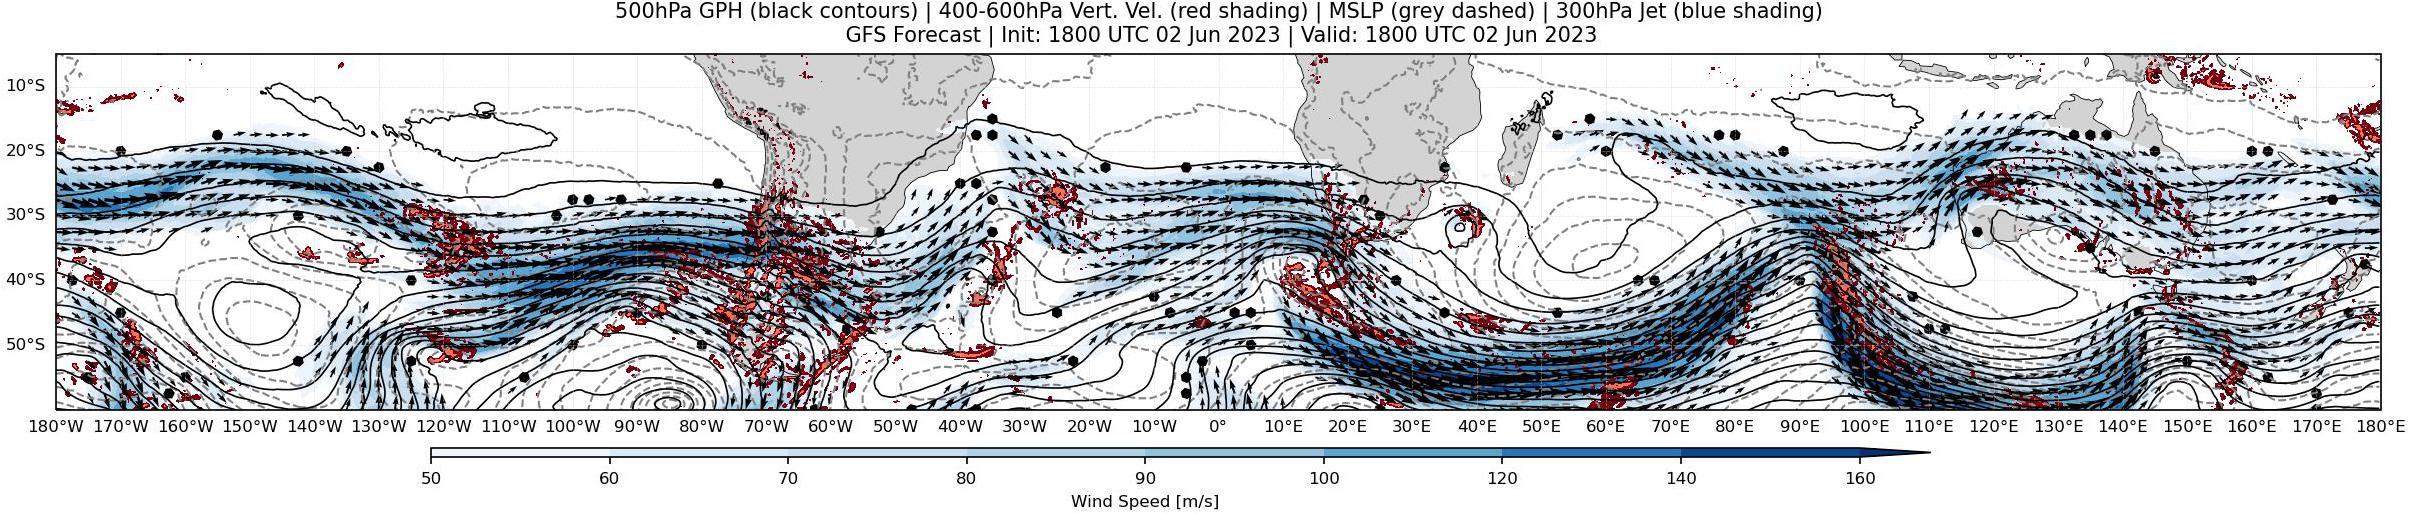 500hPa GPH (black contours) | 400-600hPa Vert. Vel. (red shading) | MSLP (grey dashed) | 300hPa Jet (blue shading)
GFS Forecast | Init: 1800 UTC 02 Jun 2023 | Valid: 1800 UTC 02 Jun 2023
10°S
20°S
30°S
40°S
50°S
180°W 170°W 160°W 150°W 140°W 130°W 120°W 110°W 100°W 90°W 80°W 70°W 60°W 50°W 40°W 30°W 20°W 10°W 0° 10°E 20°E 30°E 40°E 50°E 60°E 70°E 80°E 90°E 100°E 110°E 120°E 130°E 140°E 150°E 160°E 170°E 180°E
50 60 70 80 90 100 120 140 160
Wind Speed [m/s]